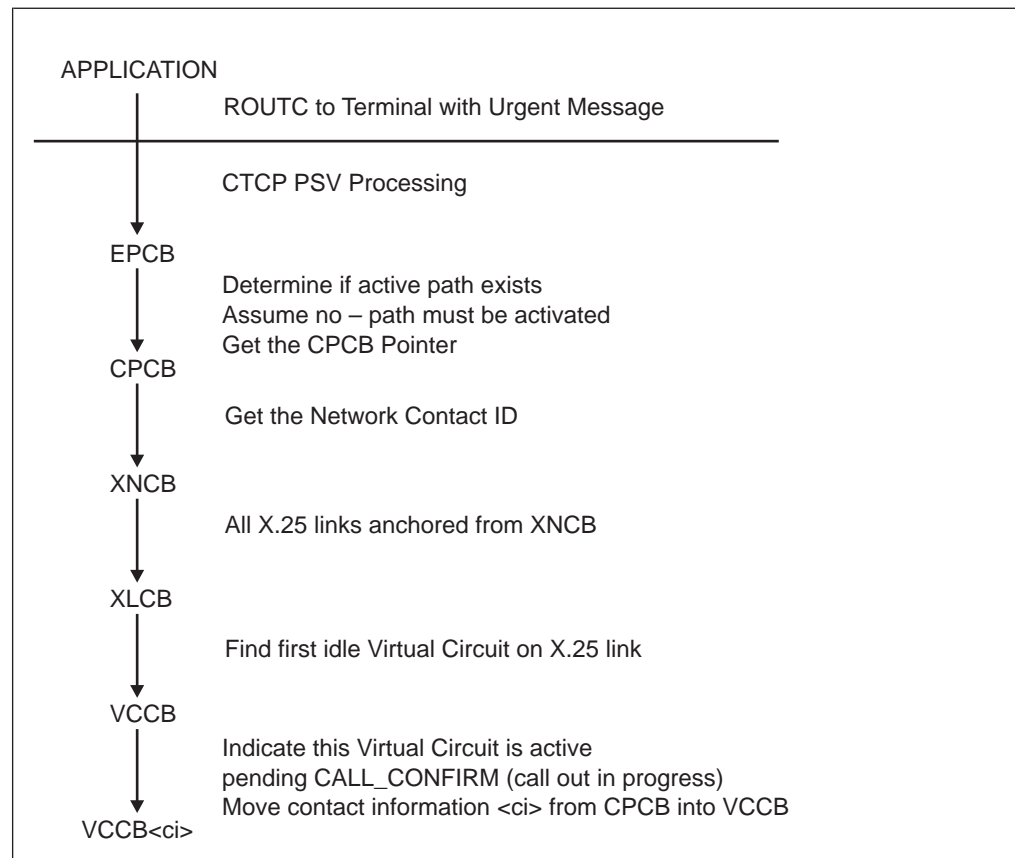 APPLICATION
ROUTC to Terminal with Urgent Message
CTCP PSV Processing
EPCB
Determine if active path exists
Assume no – path must be activated
Get the CPCB Pointer
CPCB
Get the Network Contact ID
XNCB
All X.25 links anchored from XNCB
XLCB
Find first idle Virtual Circuit on X.25 link
VCCB
Indicate this Virtual Circuit is active
pending CALL_CONFIRM (call out in progress)
Move contact information <ci> from CPCB into VCCB
VCCB<ci>